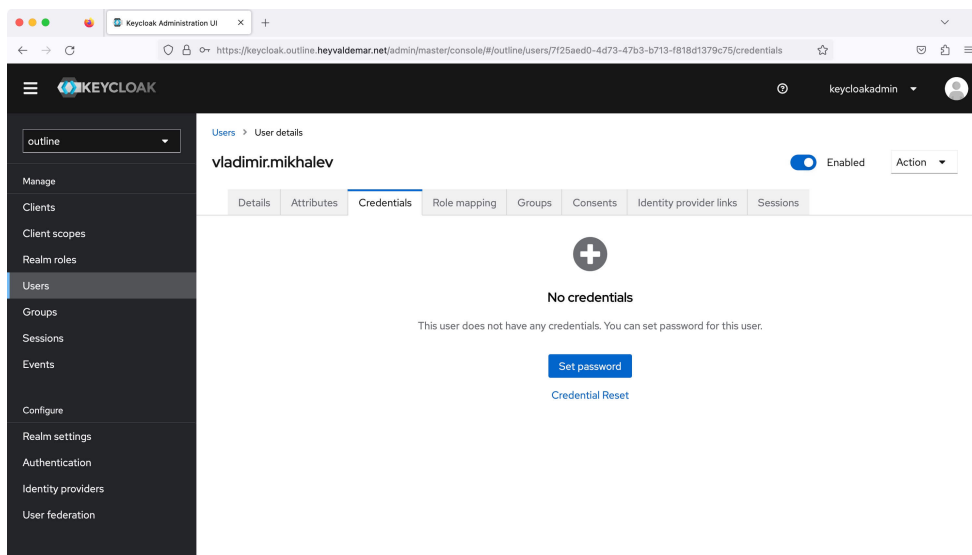 Keycloak Administration UI
https://keycloak.outline.heyvaldemar.net/admin/master/console/#/outline/users/7f25aed0-4d73-47b3-b713-f818d1379c75/credentials
KEYCLOAK
keycloakadmin
outline
Manage
Clients
Client scopes
Realm roles
Users
Groups
Sessions
Events
Configure
Realm settings
Authentication
Identity providers
User federation
Users > User details
vladimir.mikhalev
Enabled
Action
Details Attributes Credentials Role mapping Groups Consents Identity provider links Sessions
No credentials
This user does not have any credentials. You can set password for this user.
Set password
Credential Reset